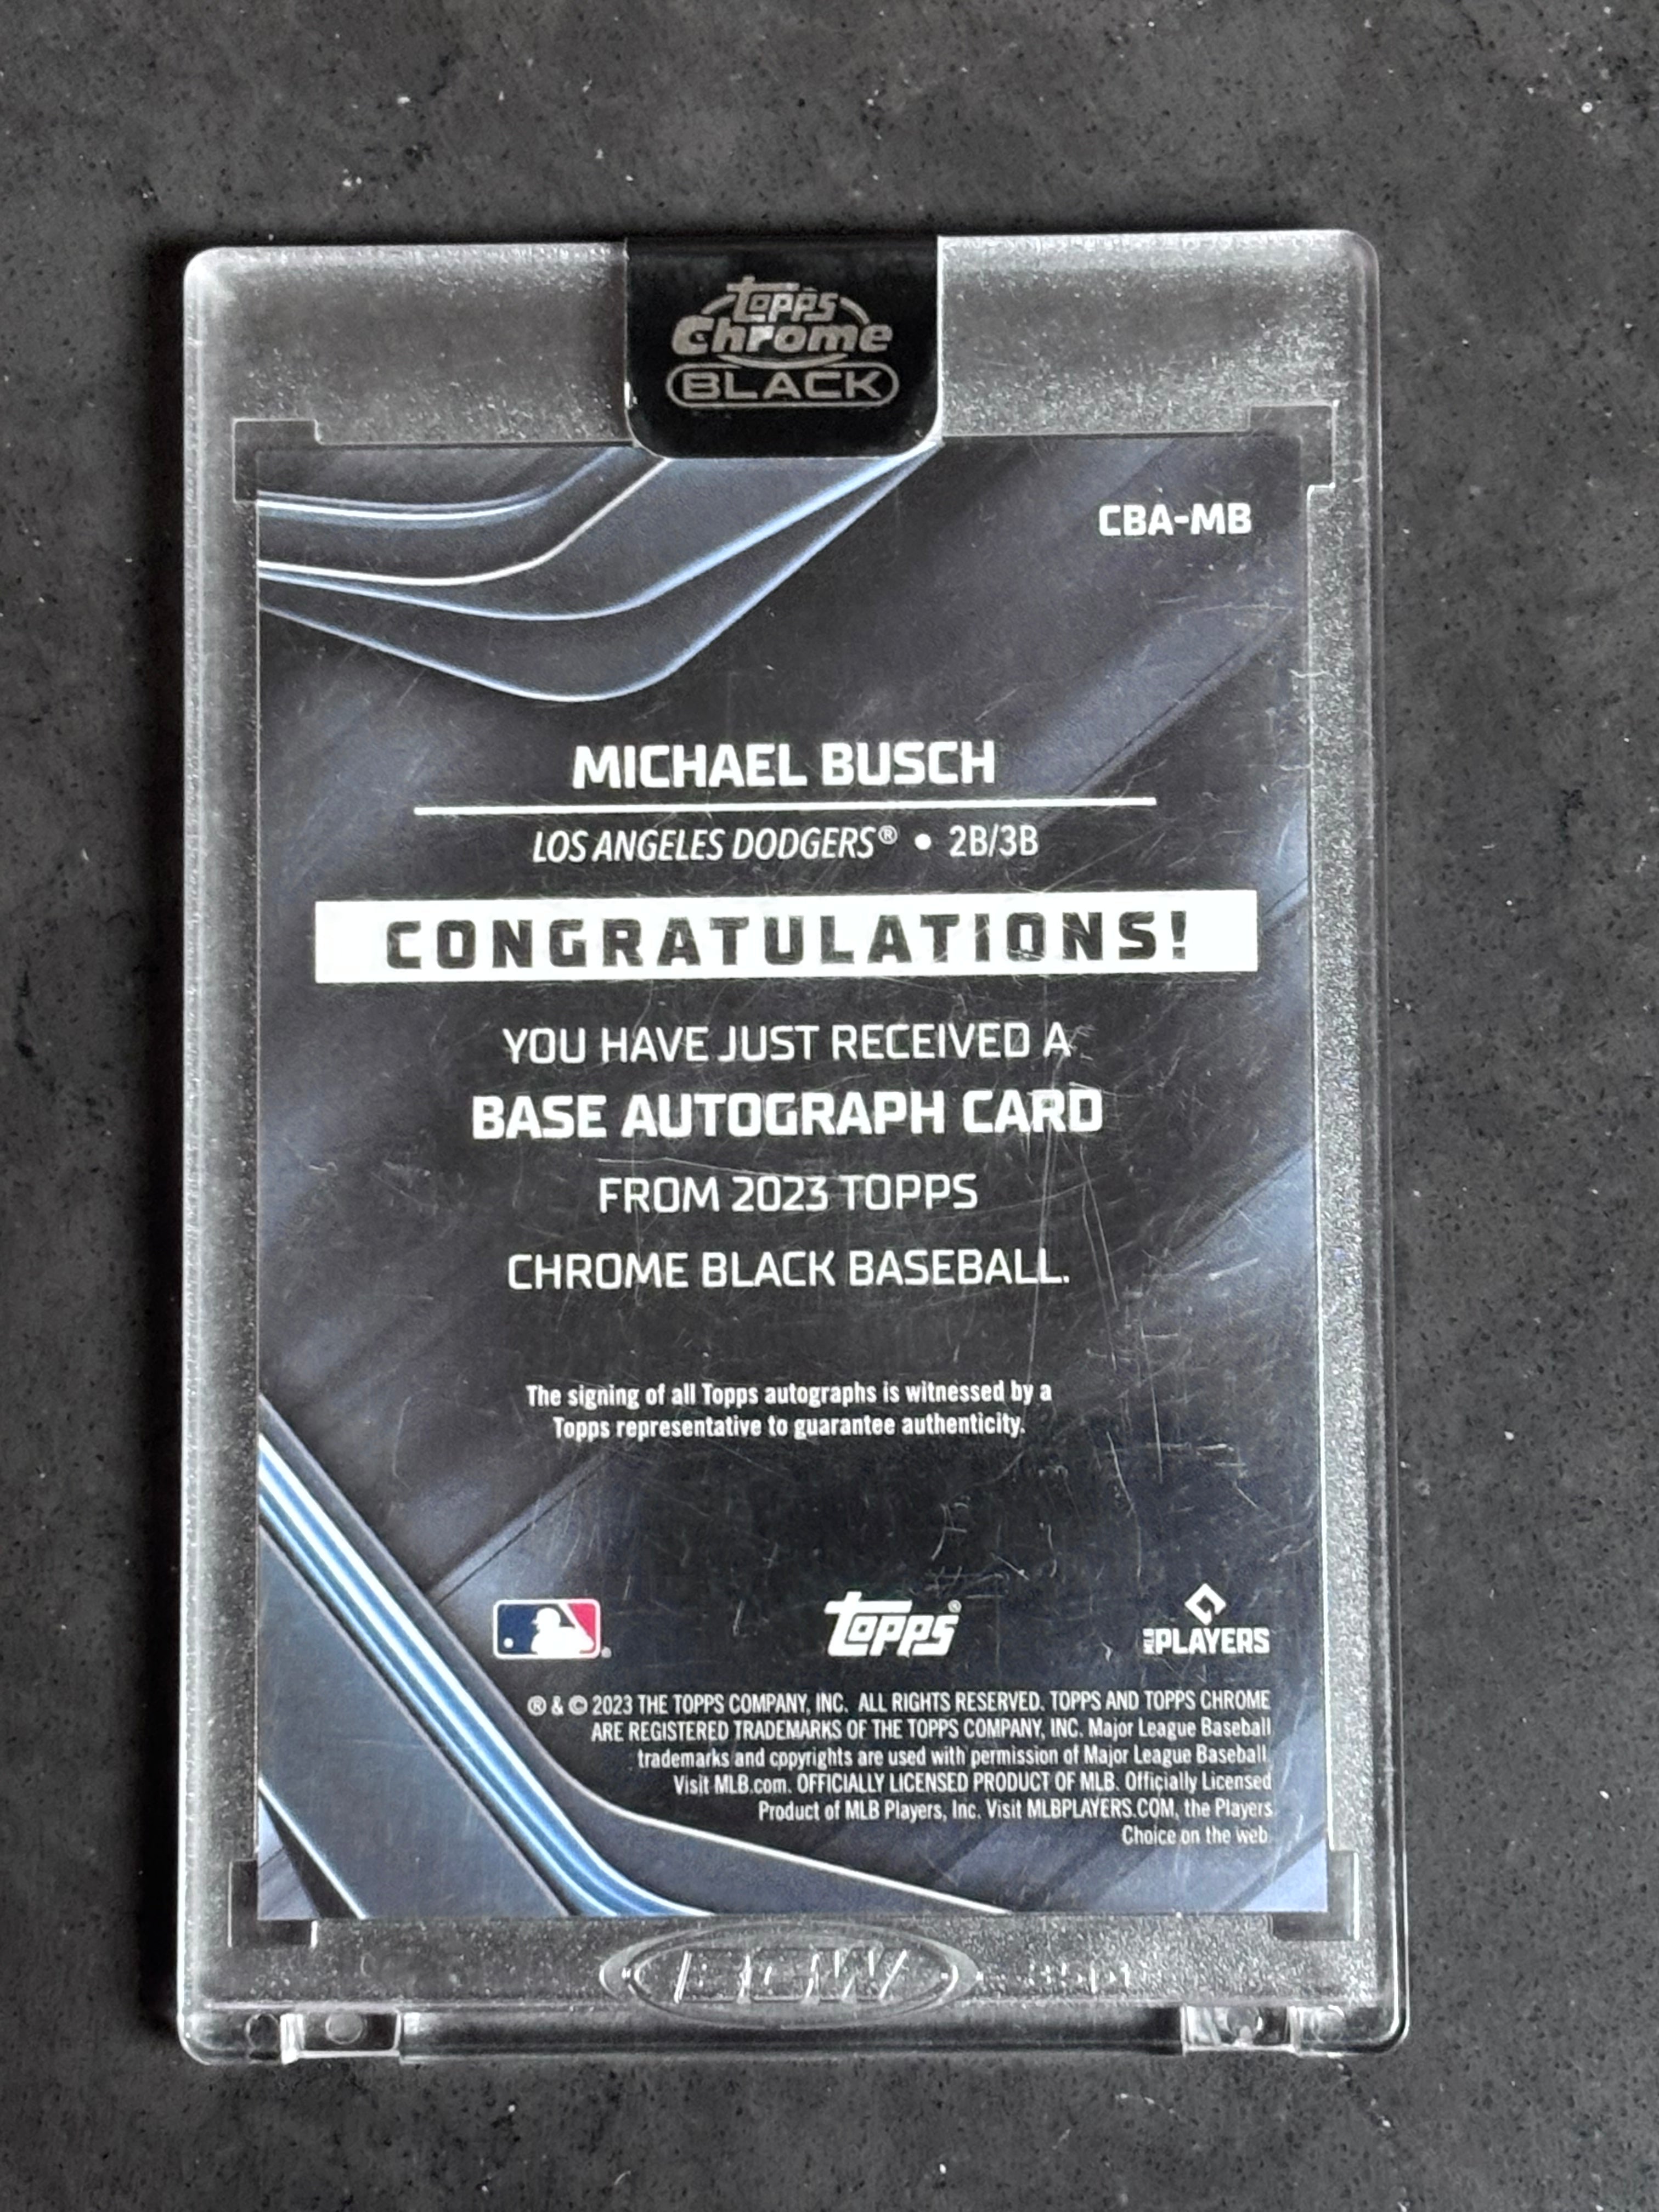 Topps
Chrome
BLACK
CBA-MB
MICHAEL BUSCH
LOS ANGELES DODGERS® • 2B/3B
CONGRATULATIONS!
YOU HAVE JUST RECEIVED A
BASE AUTOGRAPH CARD
FROM 2023 TOPPS
CHROME BLACK BASEBALL.
The signing of all Topps autographs is witnessed by a
Topps representative to guarantee authenticity.
Topps® MLB PLAYERS
® & © 2023 THE TOPPS COMPANY, INC. ALL RIGHTS RESERVED. TOPPS AND TOPPS CHROME
ARE REGISTERED TRADEMARKS OF THE TOPPS COMPANY, INC. Major League Baseball
trademarks and copyrights are used with permission of Major League Baseball.
Visit MLB.com. OFFICIALLY LICENSED PRODUCT OF MLB. Officially Licensed
Product of MLB Players, Inc. Visit MLBPLAYERS.COM, the Players
Choice on the web.
BCW